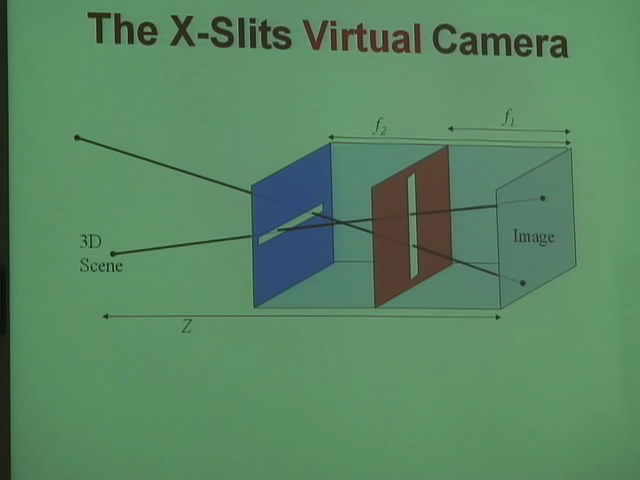 The X-Slits Virtual Camera
f₂
f₁
3D
Scene
Image
Z